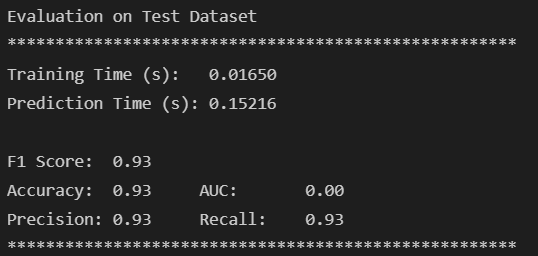 Evaluation on Test Dataset
*****************************************************
Training Time (s):   0.01650
Prediction Time (s): 0.15216
F1 Score:  0.93
Accuracy:  0.93     AUC:       0.00
Precision: 0.93     Recall:    0.93
*****************************************************